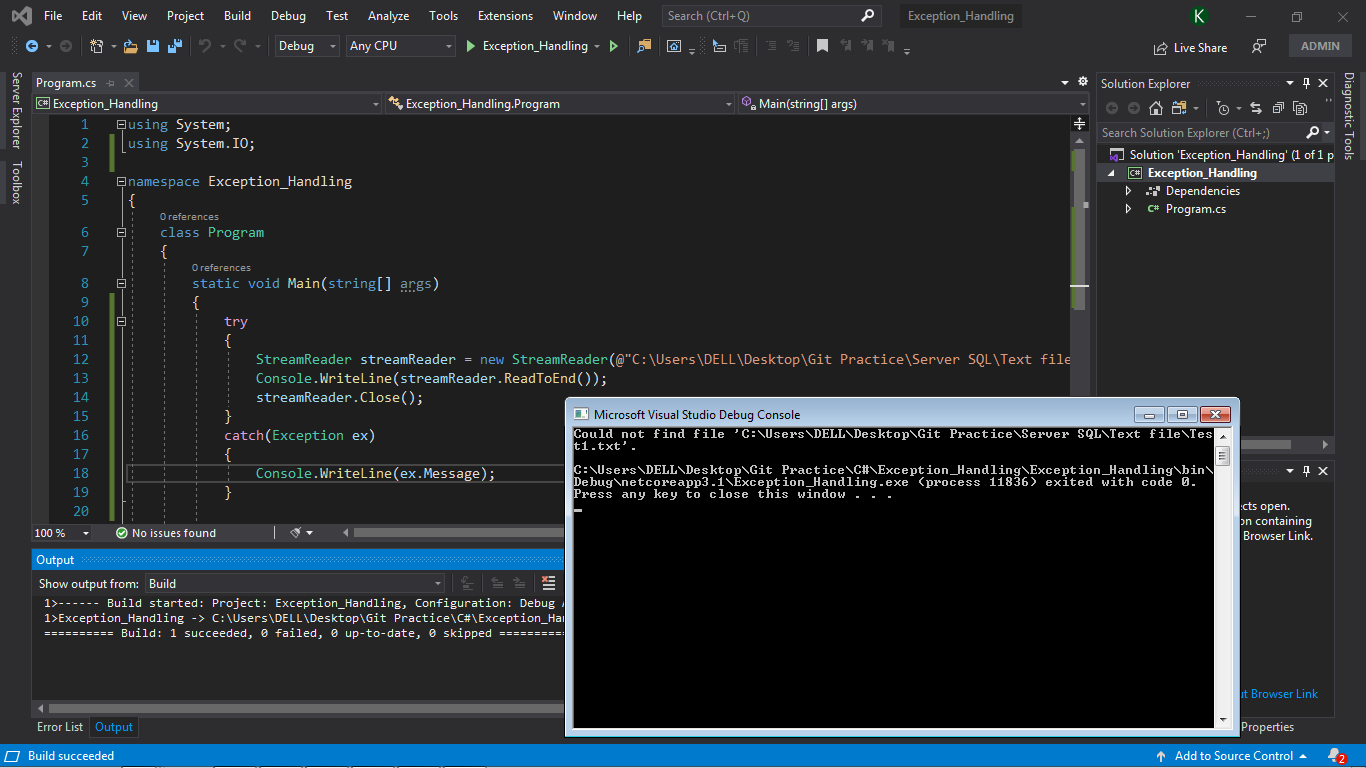 File Edit View Project Build Debug Test Analyze Tools Extensions Window Help Search (Ctrl+Q) Exception_Handling K
Debug Any CPU Exception_Handling Live Share ADMIN
Server Explorer
Toolbox
Program.cs
C# Exception_Handling Exception_Handling.Program Main(string[] args)
1 using System;
2 using System.IO;
3
4 namespace Exception_Handling
5 {
0 references
6 class Program
7 {
0 references
8 static void Main(string[] args)
9 {
10 try
11 {
12 StreamReader streamReader = new StreamReader(@"C:\Users\DELL\Desktop\Git Practice\Server SQL\Text file
13 Console.WriteLine(streamReader.ReadToEnd());
14 streamReader.Close();
15 }
16 catch(Exception ex)
17 {
18 Console.WriteLine(ex.Message);
19 }
20
100 % No issues found
Output
Show output from: Build
1>------ Build started: Project: Exception_Handling, Configuration: Debug
1>Exception_Handling -> C:\Users\DELL\Desktop\Git Practice\C#\Exception_Han
========== Build: 1 succeeded, 0 failed, 0 up-to-date, 0 skipped ==========
Error List Output
Microsoft Visual Studio Debug Console
Could not find file 'C:\Users\DELL\Desktop\Git Practice\Server SQL\Text file\Tes
t1.txt'.
C:\Users\DELL\Desktop\Git Practice\C#\Exception_Handling\Exception_Handling\bin\
Debug\netcoreapp3.1\Exception_Handling.exe (process 11836) exited with code 0.
Press any key to close this window . . .
Solution Explorer
Search Solution Explorer (Ctrl+;)
Solution 'Exception_Handling' (1 of 1 p
C# Exception_Handling
Dependencies
C# Program.cs
Diagnostic Tools
cts open.
on containing
Browser Link.
ut Browser Link
Properties
Build succeeded Add to Source Control 2